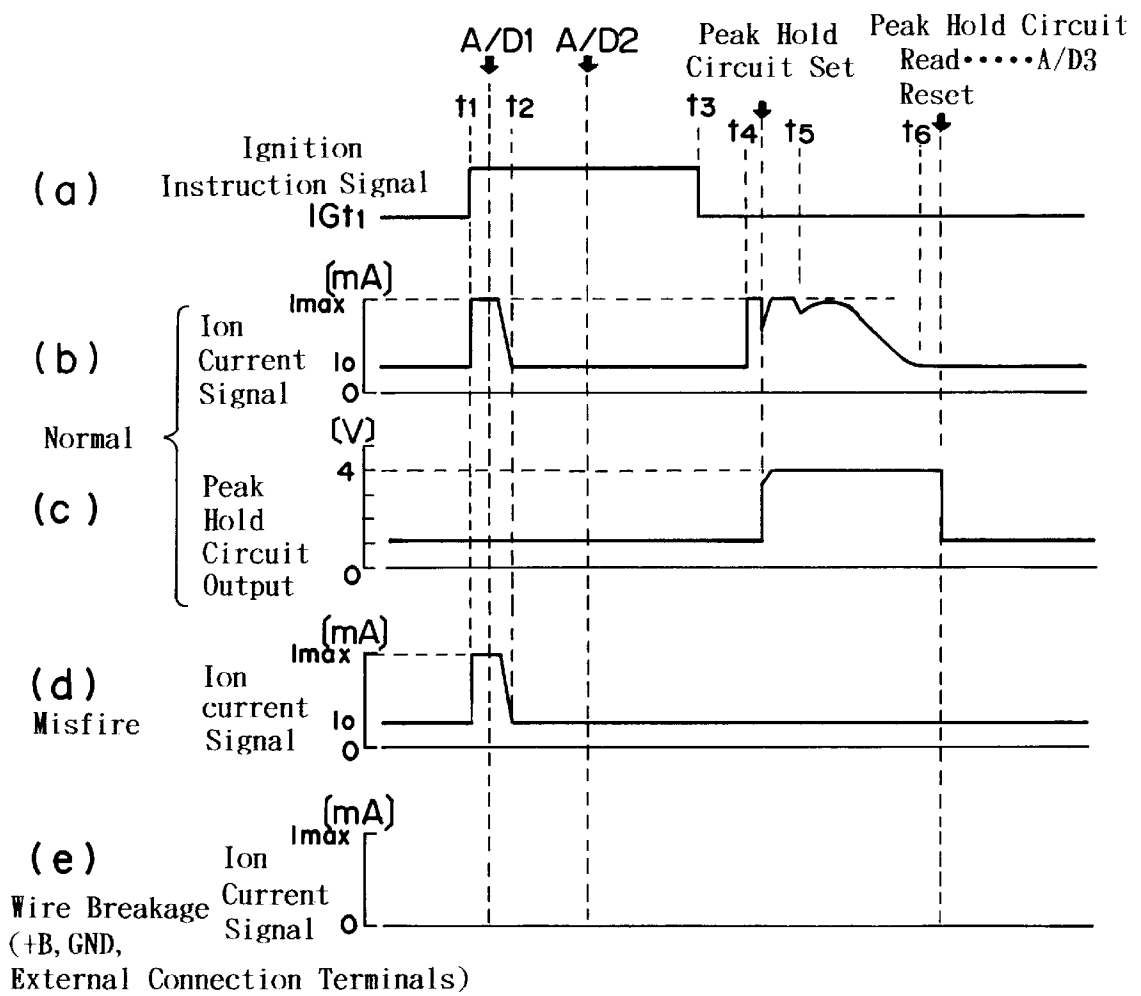 A/D1 A/D2
Peak Hold
Circuit Set
Peak Hold Circuit
Read·····A/D3
Reset
t1 t2 t3 t4 t5 t6
(a)
Ignition
Instruction Signal
IGt1
(b)
Ion
Current
Signal
(mA)
Imax
Io
0
Normal
(c)
Peak
Hold
Circuit
Output
(V)
4
0
(d)
Misfire
Ion
current
Signal
(mA)
Imax
Io
0
(e)
Wire Breakage
(+B, GND,
External Connection Terminals)
Ion
Current
Signal
(mA)
Imax
0